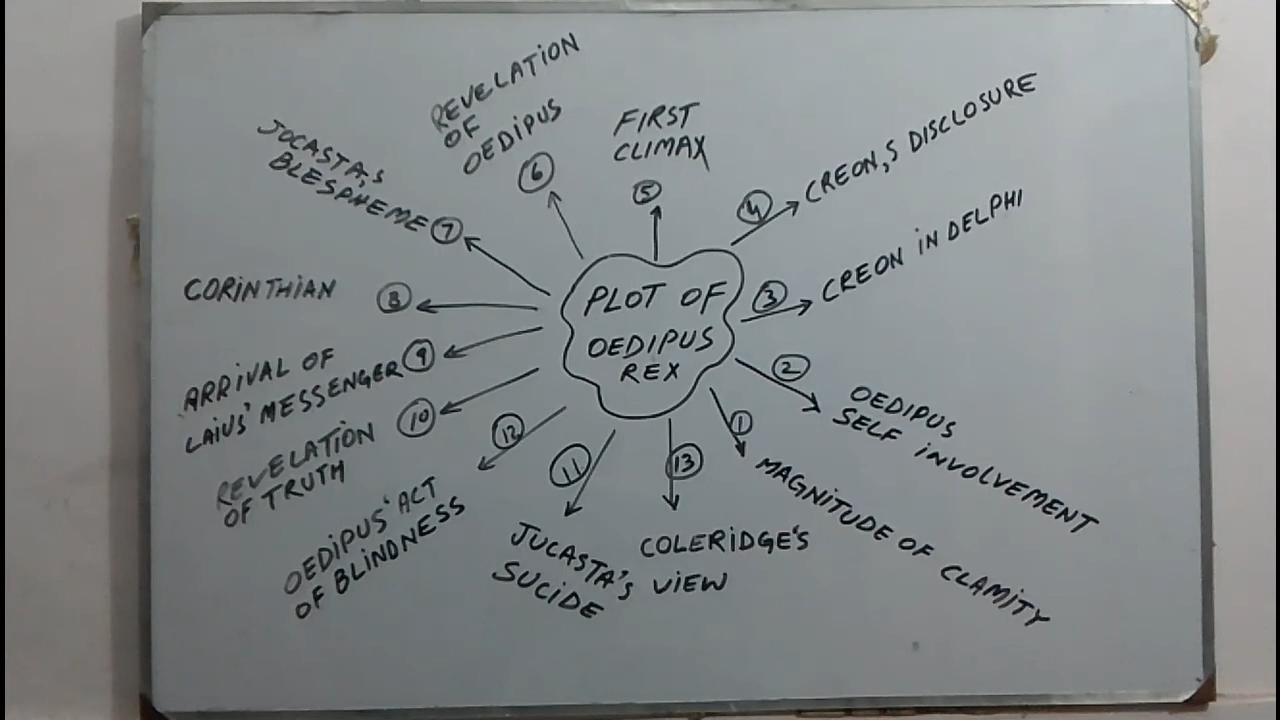 PLOT OF
OEDIPUS
REX
1
MAGNITUDE OF CLAMITY
2
OEDIPUS
SELF INVOLVEMENT
3
CREON IN DELPHI
4
CREON,S DISCLOSURE
5
FIRST
CLIMAX
6
REVELATION
OF
OEDIPUS
7
JOCASTA,S
BLESPHEME
8
CORINTHIAN
9
ARRIVAL OF
LAIUS' MESSENGER
10
REVELATION
OF TRUTH
11
JUCASTA'S
SUCIDE
12
OEDIPUS' ACT
OF BLINDNESS
13
COLERIDGE'S
VIEW